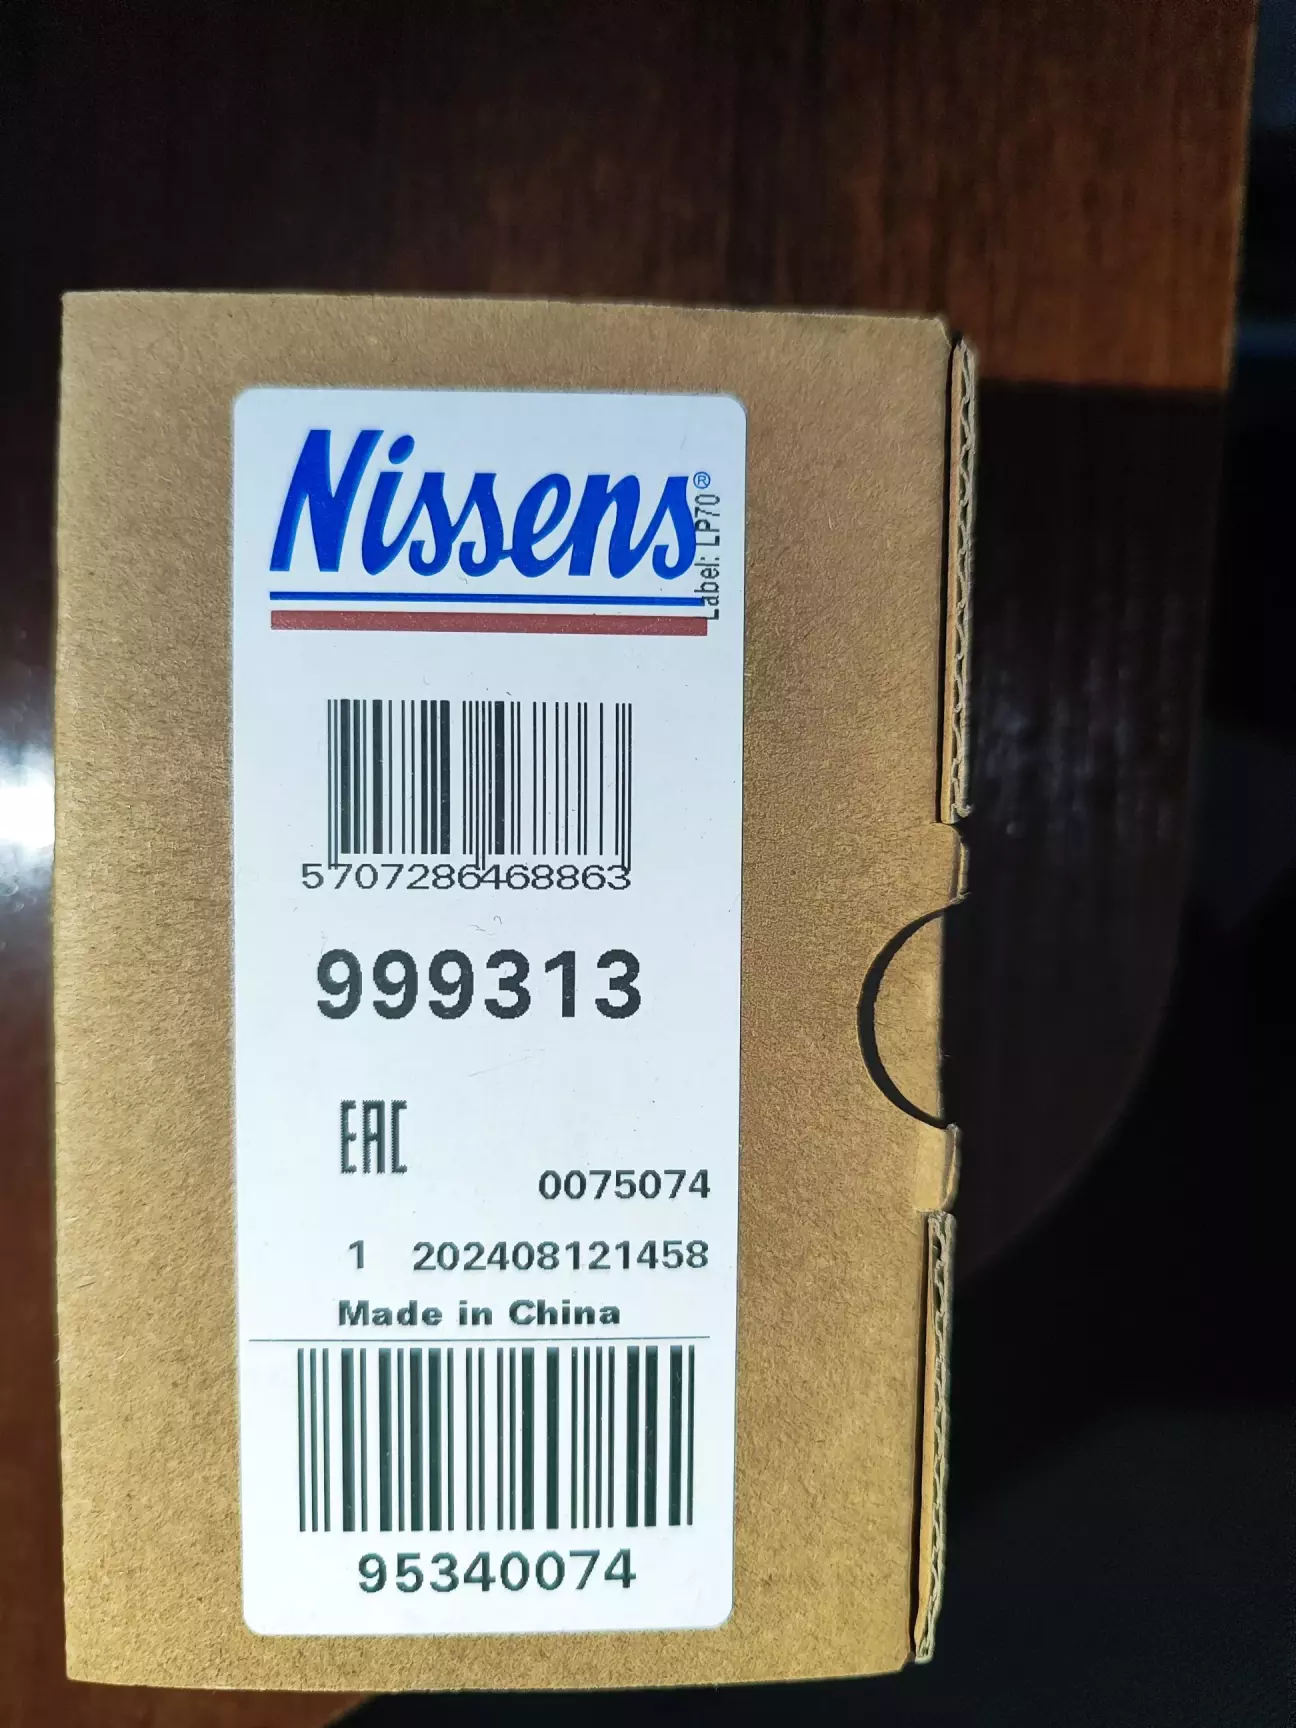 Nissens®
Label: LP70
5707286468863
999313
EAC
0075074
1 202408121458
Made in China
95340074